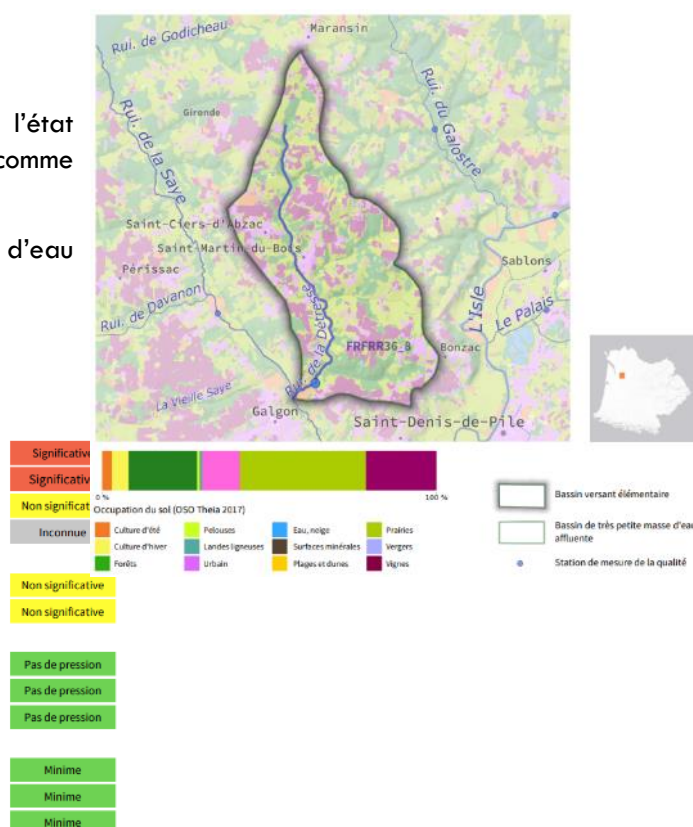 l'état
comme
d'eau
Maransin
Rui. de Godicheau
Rui. du Galostre
Gironde
Rui. de la Saye
Saint-Ciers-d'Abzac
Saint-Martin-du-Bois
Périssac
Sablons
Rui. de Davanon
L'Isle
Le Palais
Rui. de la Détresse
FRFRR36_8
Bonzac
La Vieille Saye
Galgon
Saint-Denis-de-Pile
Significative
Significative
Non significat
Inconnue
Non significative
Non significative
Pas de pression
Pas de pression
Pas de pression
Minime
Minime
Minime
0 %
100 %
Occupation du sol (OSO Theia 2017)
Culture d'été
Pelouses
Eau, neige
Prairies
Culture d'hiver
Landes ligneuses
Surfaces minérales
Vergers
Forêts
Urbain
Plages et dunes
Vignes
Bassin versant élémentaire
Bassin de très petite masse d'eau
affluente
Station de mesure de la qualité